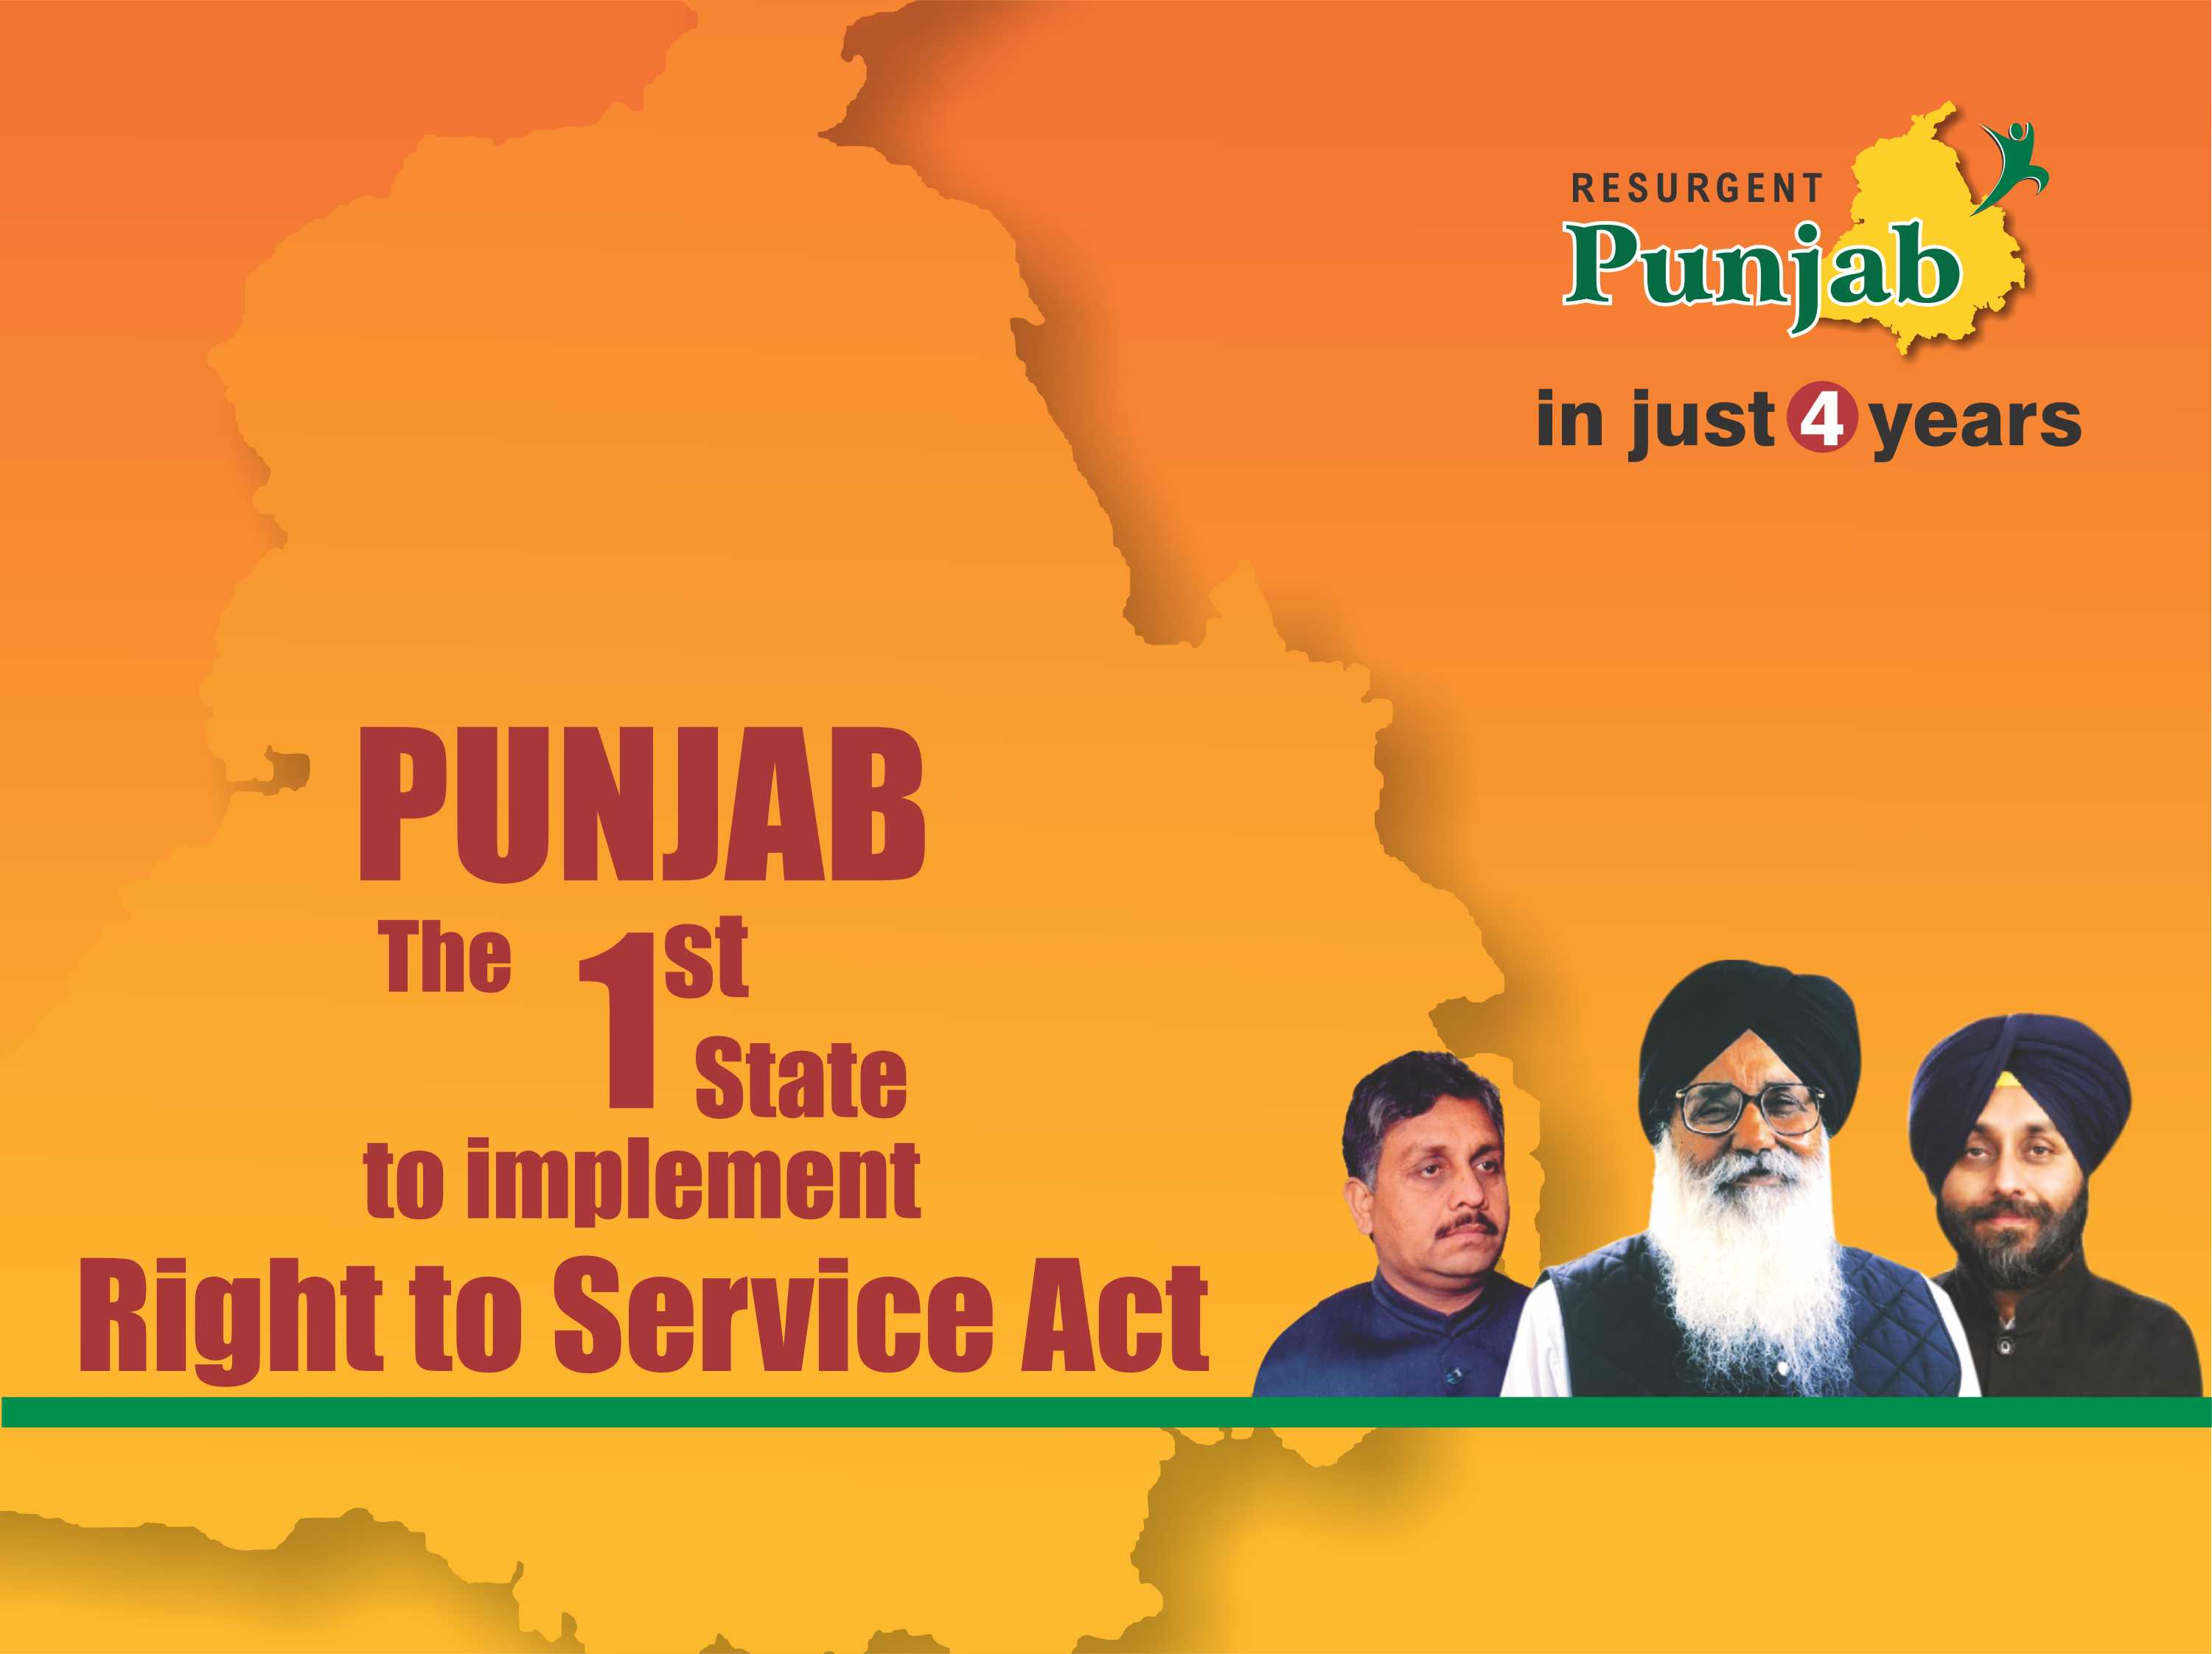 RESURGENT
Punjab
in just 4 years
PUNJAB
The 1st
State
to implement
Right to Service Act